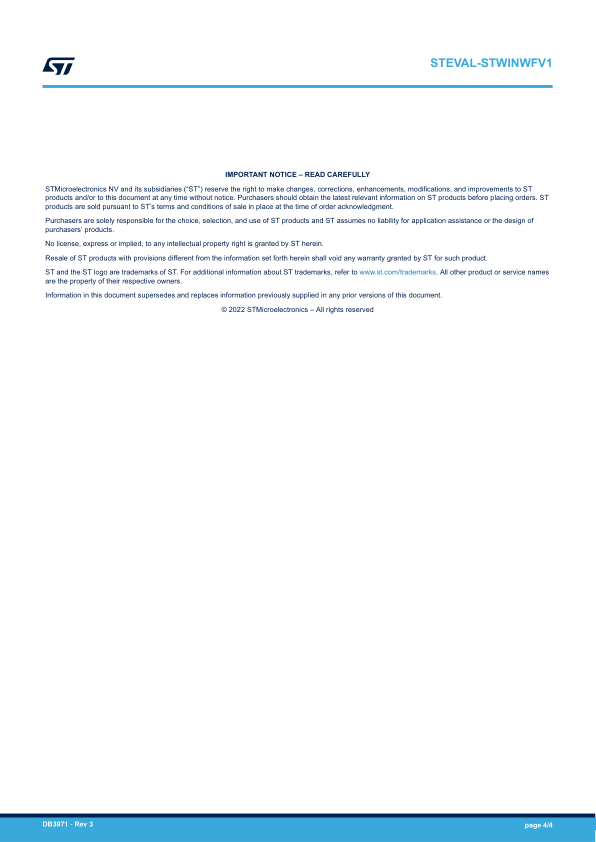 STEVAL-STWINWFV1
IMPORTANT NOTICE – READ CAREFULLY
STMicroelectronics NV and its subsidiaries (“ST”) reserve the right to make changes, corrections, enhancements, modifications, and improvements to ST
products and/or to this document at any time without notice. Purchasers should obtain the latest relevant information on ST products before placing orders. ST
products are sold pursuant to ST’s terms and conditions of sale in place at the time of order acknowledgment.
Purchasers are solely responsible for the choice, selection, and use of ST products and ST assumes no liability for application assistance or the design of
purchasers’ products.
No license, express or implied, to any intellectual property right is granted by ST herein.
Resale of ST products with provisions different from the information set forth herein shall void any warranty granted by ST for such product.
ST and the ST logo are trademarks of ST. For additional information about ST trademarks, refer to www.st.com/trademarks. All other product or service names
are the property of their respective owners.
Information in this document supersedes and replaces information previously supplied in any prior versions of this document.
© 2022 STMicroelectronics – All rights reserved
DB3971 - Rev 3
page 4/4